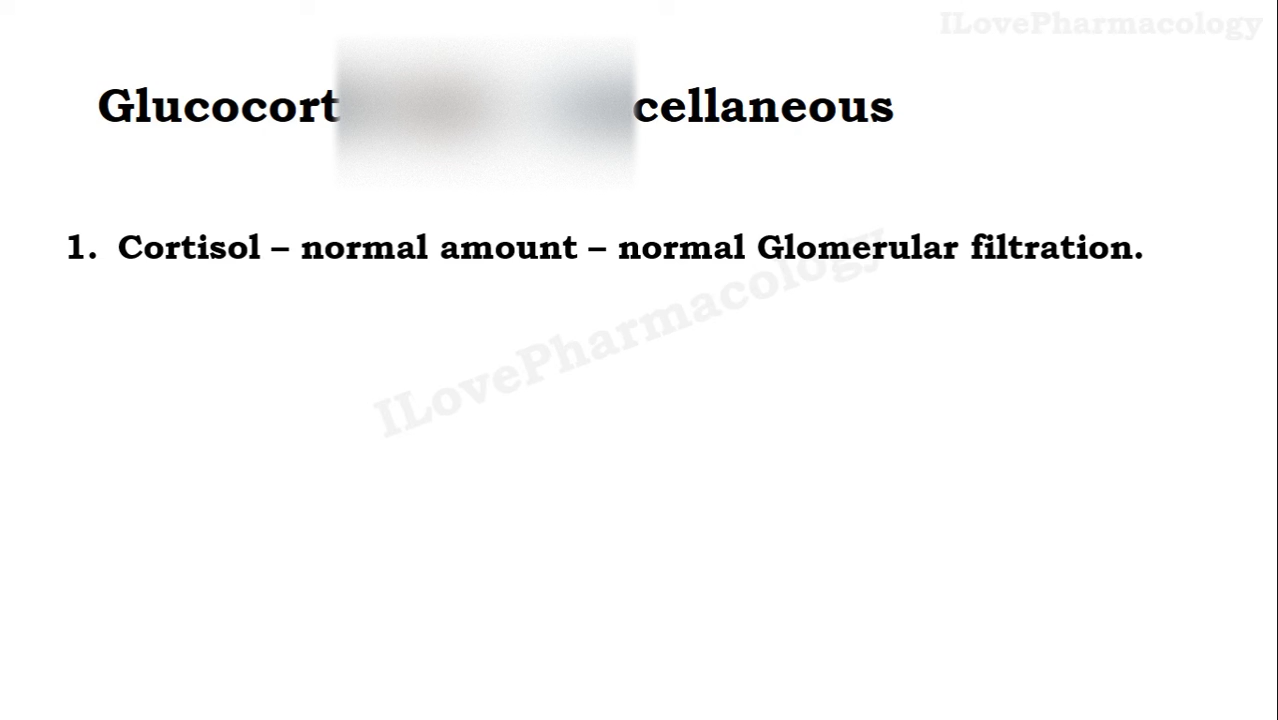 ILovePharmacology
Glucocort cellaneous
1. Cortisol – normal amount – normal Glomerular filtration.
ILovePharmacology